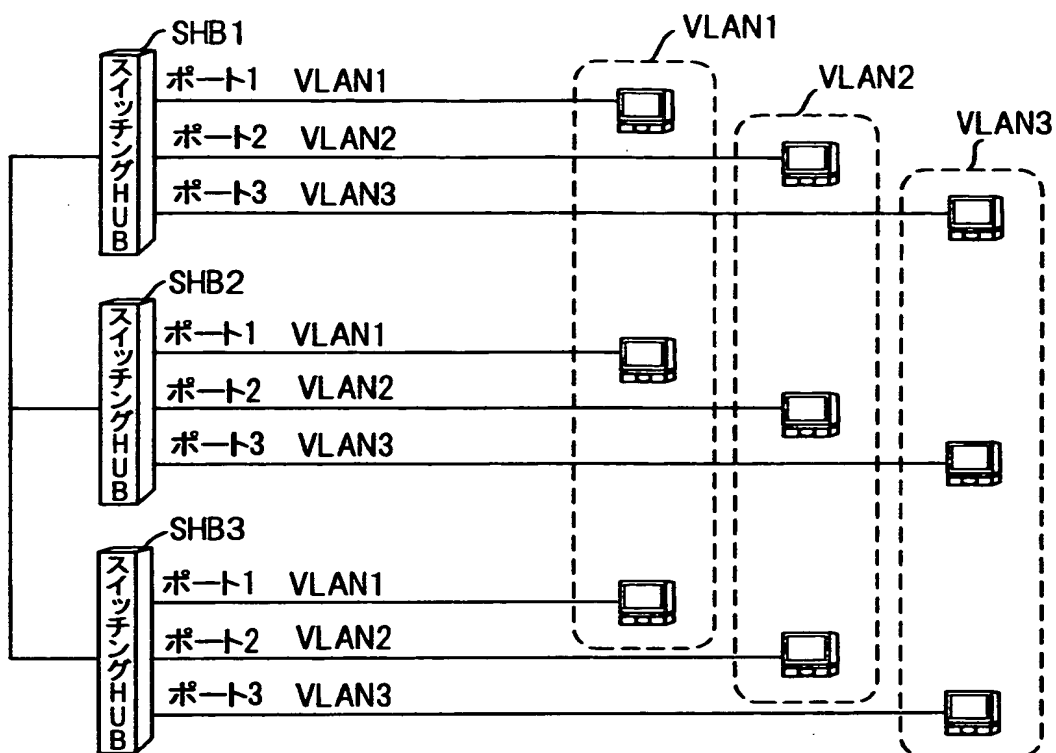 SHB1
スイッチングHUB
ポート1 VLAN1
ポート2 VLAN2
ポート3 VLAN3
VLAN1
VLAN2
VLAN3
SHB2
スイッチングHUB
ポート1 VLAN1
ポート2 VLAN2
ポート3 VLAN3
SHB3
スイッチングHUB
ポート1 VLAN1
ポート2 VLAN2
ポート3 VLAN3